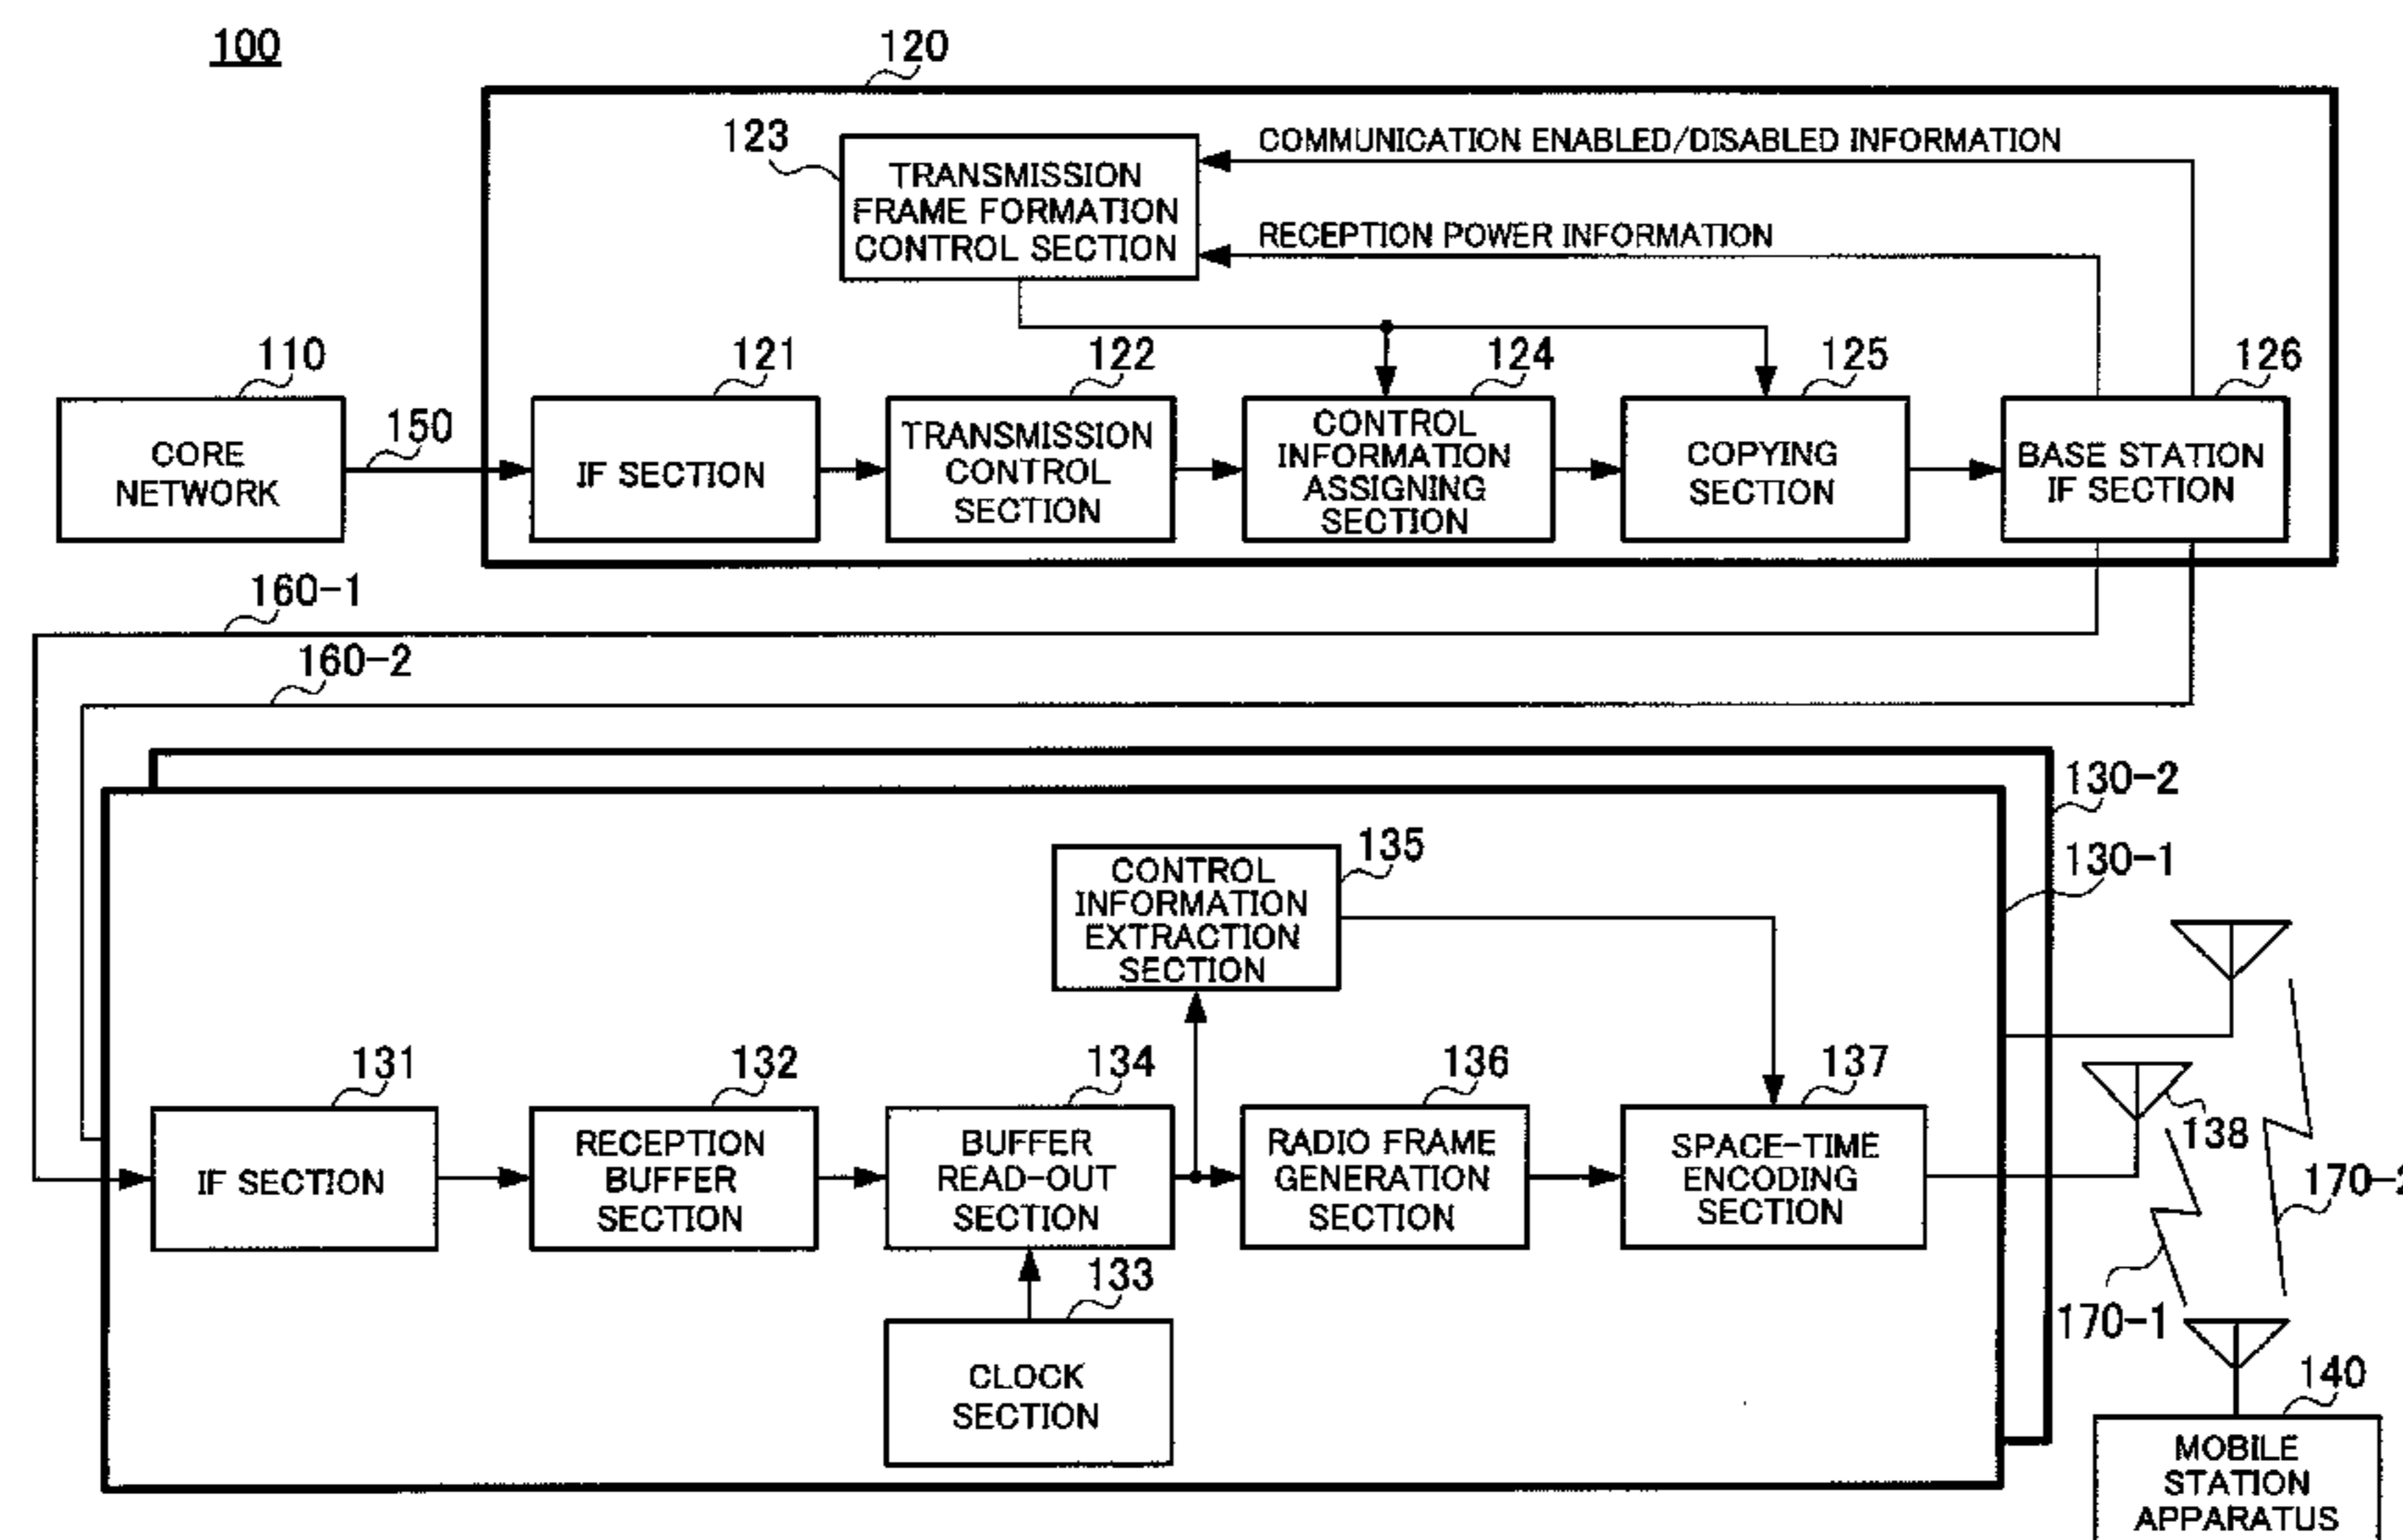 100
120
123
TRANSMISSION
FRAME FORMATION
CONTROL SECTION
COMMUNICATION ENABLED/DISABLED INFORMATION
RECEPTION POWER INFORMATION
110
CORE
NETWORK
150
121
IF SECTION
122
TRANSMISSION
CONTROL
SECTION
124
CONTROL
INFORMATION
ASSIGNING
SECTION
125
COPYING
SECTION
126
BASE STATION
IF SECTION
160-1
160-2
130-2
130-1
135
CONTROL
INFORMATION
EXTRACTION
SECTION
131
IF SECTION
132
RECEPTION
BUFFER
SECTION
134
BUFFER
READ-OUT
SECTION
136
RADIO FRAME
GENERATION
SECTION
137
SPACE-TIME
ENCODING
SECTION
138
170-2
133
CLOCK
SECTION
170-1
140
MOBILE
STATION
APPARATUS